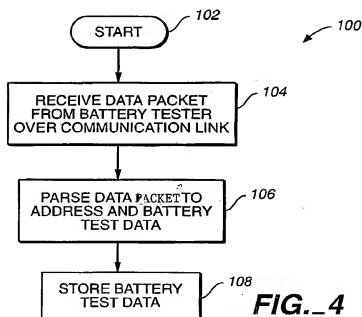 START
102
100
RECEIVE DATA PACKET
FROM BATTERY TESTER
OVER COMMUNICATION LINK
104
PARSE DATA PACKET TO
ADDRESS AND BATTERY
TEST DATA
106
STORE BATTERY
TEST DATA
108
FIG._4